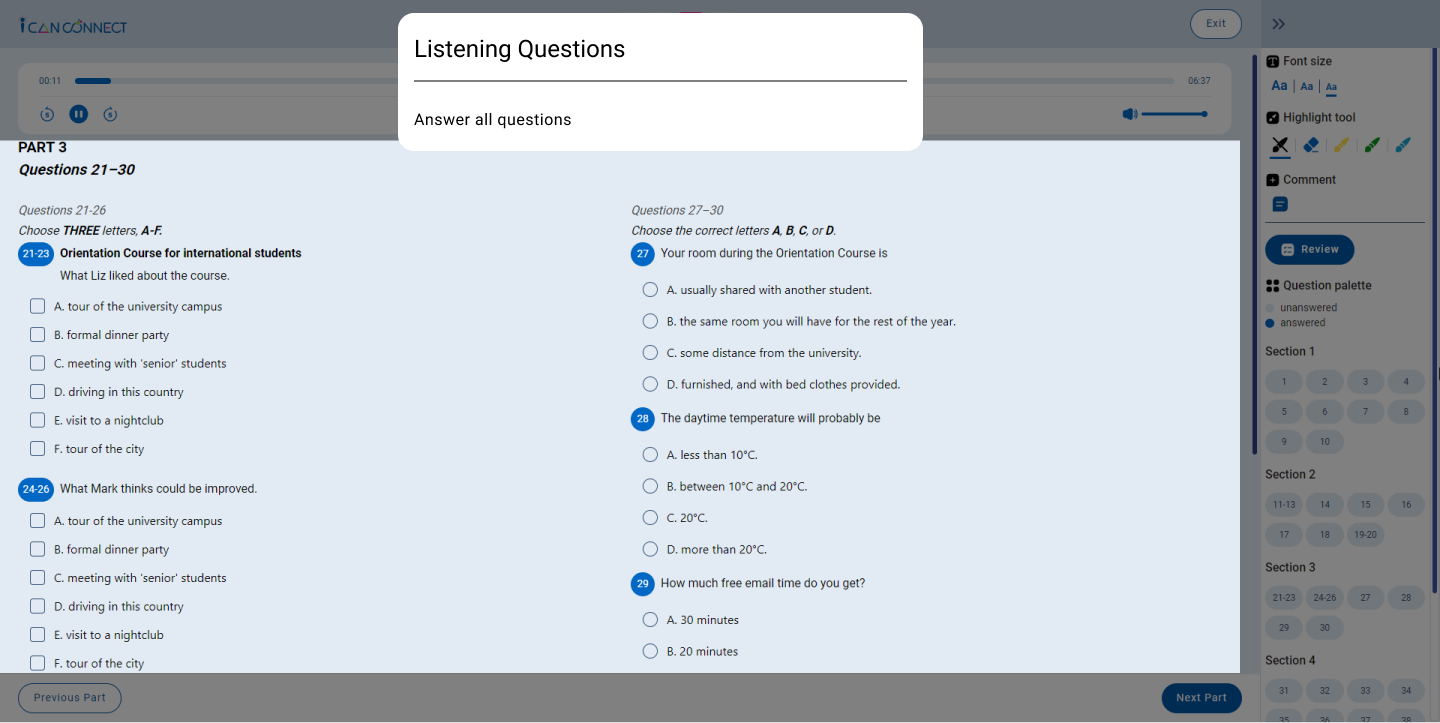 i CAN CONNECT
Listening Questions
Answer all questions
Exit
00:11
06:37
5
5
PART 3
Questions 21–30
Questions 21-26
Choose THREE letters, A-F.
21-23 Orientation Course for international students
What Liz liked about the course.
A. tour of the university campus
B. formal dinner party
C. meeting with 'senior' students
D. driving in this country
E. visit to a nightclub
F. tour of the city
24-26 What Mark thinks could be improved.
A. tour of the university campus
B. formal dinner party
C. meeting with 'senior' students
D. driving in this country
E. visit to a nightclub
F. tour of the city
Questions 27–30
Choose the correct letters A, B, C, or D.
27 Your room during the Orientation Course is
A. usually shared with another student.
B. the same room you will have for the rest of the year.
C. some distance from the university.
D. furnished, and with bed clothes provided.
28 The daytime temperature will probably be
A. less than 10°C.
B. between 10°C and 20°C.
C. 20°C.
D. more than 20°C.
29 How much free email time do you get?
A. 30 minutes
B. 20 minutes
Previous Part
Next Part
Font size
Aa | Aa | Aa
Highlight tool
Comment
Review
Question palette
unanswered
answered
Section 1
1 2 3 4
5 6 7 8
9 10
Section 2
11-13 14 15 16
17 18 19-20
Section 3
21-23 24-26 27 28
29 30
Section 4
31 32 33 34
35 36 37 38